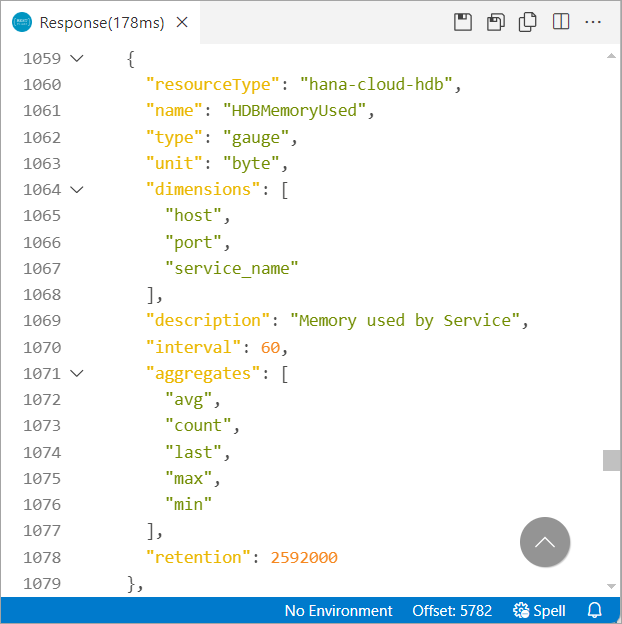 Response(178ms)
1059 {
1060 "resourceType": "hana-cloud-hdb",
1061 "name": "HDBMemoryUsed",
1062 "type": "gauge",
1063 "unit": "byte",
1064 "dimensions": [
1065 "host",
1066 "port",
1067 "service_name"
1068 ],
1069 "description": "Memory used by Service",
1070 "interval": 60,
1071 "aggregates": [
1072 "avg",
1073 "count",
1074 "last",
1075 "max",
1076 "min"
1077 ],
1078 "retention": 2592000
1079 },
No Environment Offset: 5782 Spell